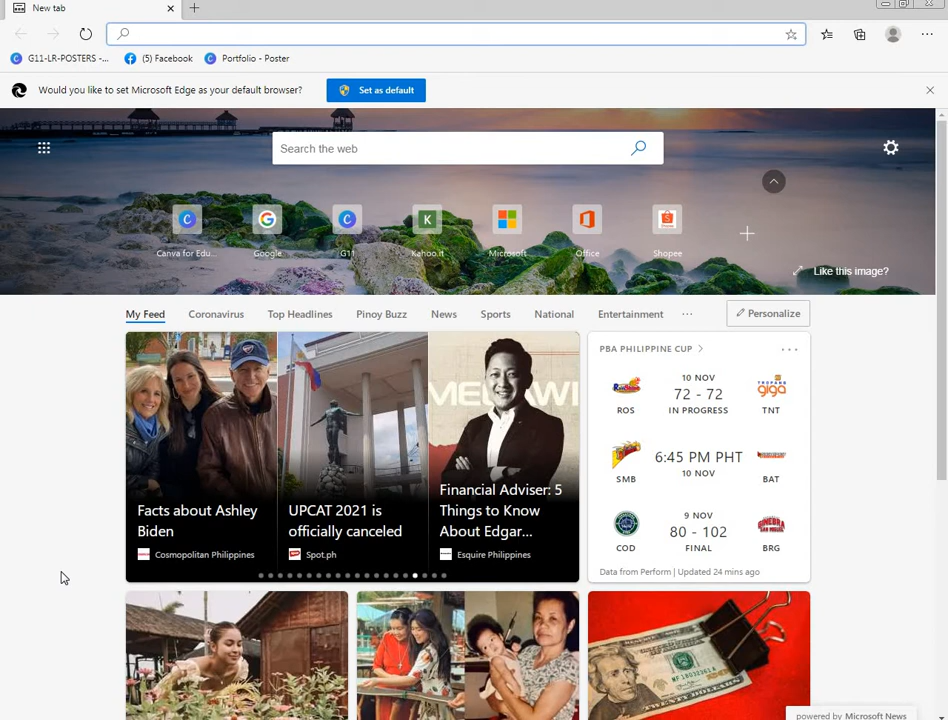 New tab
G11-LR-POSTERS -...
(5) Facebook
Portfolio - Poster
Would you like to set Microsoft Edge as your default browser?
Set as default
Search the web
Canva for Edu...
Google
G11
Kahoo.it
Microsoft
Office
Shopee
Like this image?
My Feed
Coronavirus
Top Headlines
Pinoy Buzz
News
Sports
National
Entertainment
...
Personalize
Facts about Ashley
Biden
Cosmopolitan Philippines
UPCAT 2021 is
officially canceled
Spot.ph
Financial Adviser: 5
Things to Know
About Edgar...
Esquire Philippines
PBA PHILIPPINE CUP
10 NOV
72 - 72
IN PROGRESS
ROS
TNT
6:45 PM PHT
10 NOV
SMB
BAT
9 NOV
80 - 102
FINAL
COD
BRG
Data from Perform | Updated 24 mins ago
powered by Microsoft News